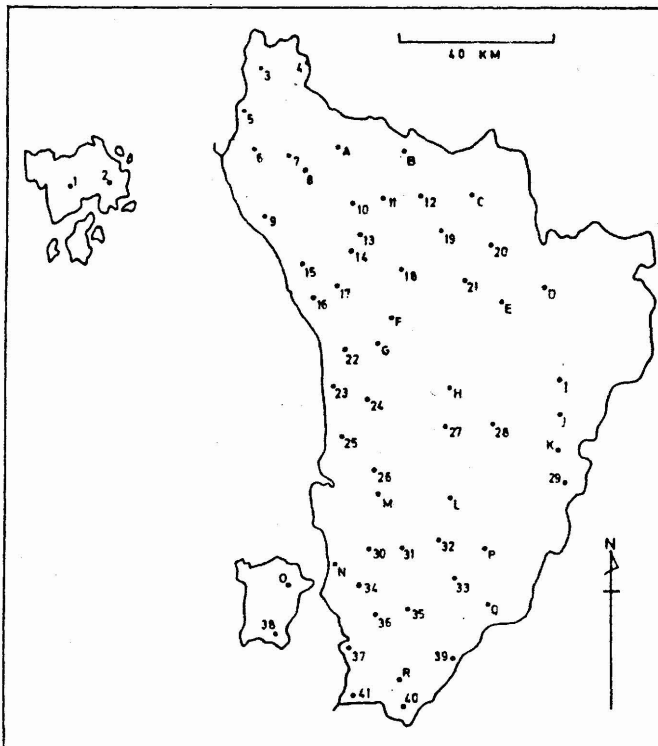 40 KM
3 4
5
6 7 A B
8
1 2
10 11 12 C
9
13 19
14 20
15 18
17 21 D
16 E
F
22 G
23 24 H I
J
25 27 28
K
26 29
M L
30 31 32 P N
N
O 34 33
36 35 Q
38
37 39
R
41 40